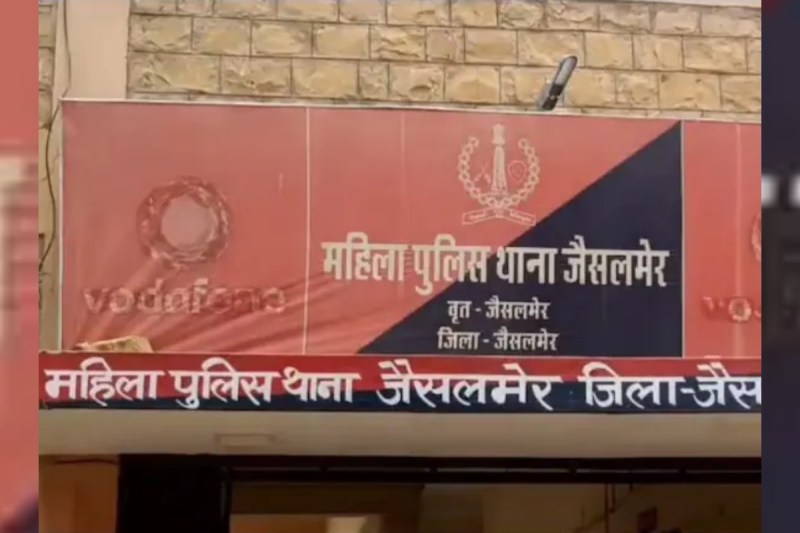 vodafone
महिला पुलिस थाना जैसलमेर
वृत - जैसलमेर
जिला - जैसलमेर
महिला पुलिस थाना जैसलमेर जिला-जैस